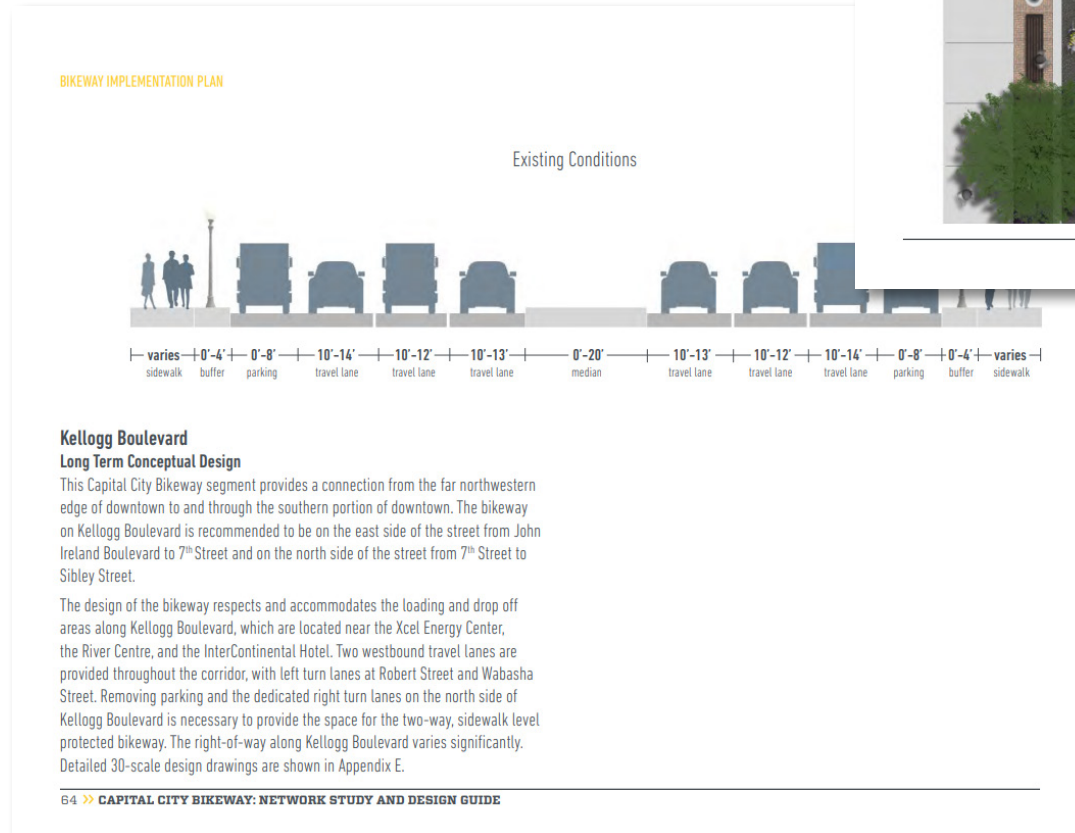 BIKEWAY IMPLEMENTATION PLAN
Existing Conditions
varies 0'-4' 0'-8' 10'-14' 10'-12' 10'-13' 0'-20' 10'-13' 10'-12' 10'-14' 0'-8' 0'-4' varies
sidewalk buffer parking travel lane travel lane travel lane median travel lane travel lane travel lane parking buffer sidewalk
Kellogg Boulevard
Long Term Conceptual Design
This Capital City Bikeway segment provides a connection from the far northwestern
edge of downtown to and through the southern portion of downtown. The bikeway
on Kellogg Boulevard is recommended to be on the east side of the street from John
Ireland Boulevard to 7th Street and on the north side of the street from 7th Street to
Sibley Street.
The design of the bikeway respects and accommodates the loading and drop off
areas along Kellogg Boulevard, which are located near the Xcel Energy Center,
the River Centre, and the InterContinental Hotel. Two westbound travel lanes are
provided throughout the corridor, with left turn lanes at Robert Street and Wabasha
Street. Removing parking and the dedicated right turn lanes on the north side of
Kellogg Boulevard is necessary to provide the space for the two-way, sidewalk level
protected bikeway. The right-of-way along Kellogg Boulevard varies significantly.
Detailed 30-scale design drawings are shown in Appendix E.
64 >> CAPITAL CITY BIKEWAY: NETWORK STUDY AND DESIGN GUIDE